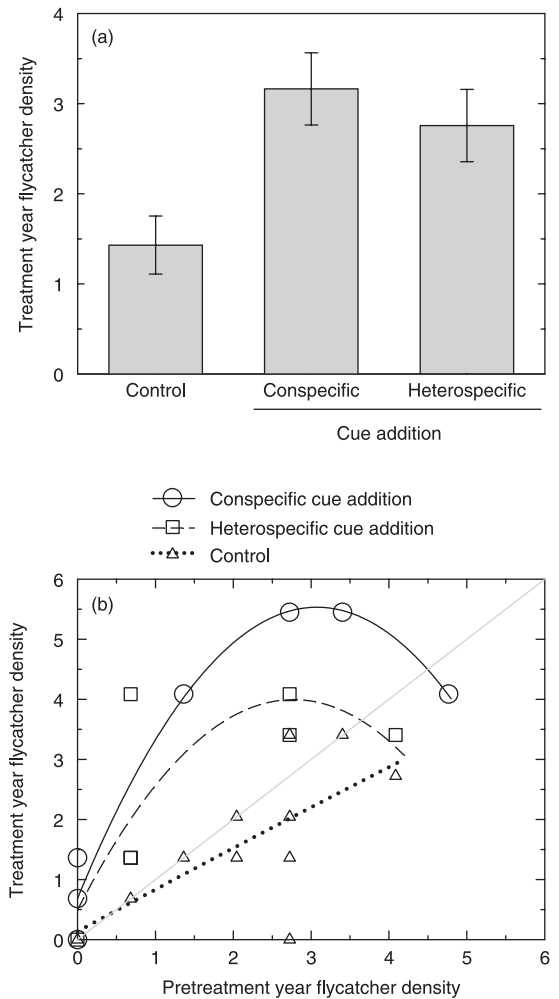 (a)
Treatment year flycatcher density
4
3
2
1
0
Control Conspecific Heterospecific
Cue addition
Conspecific cue addition
Heterospecific cue addition
Control
(b)
Treatment year flycatcher density
6
5
4
3
2
1
0
0 1 2 3 4 5 6
Pretreatment year flycatcher density